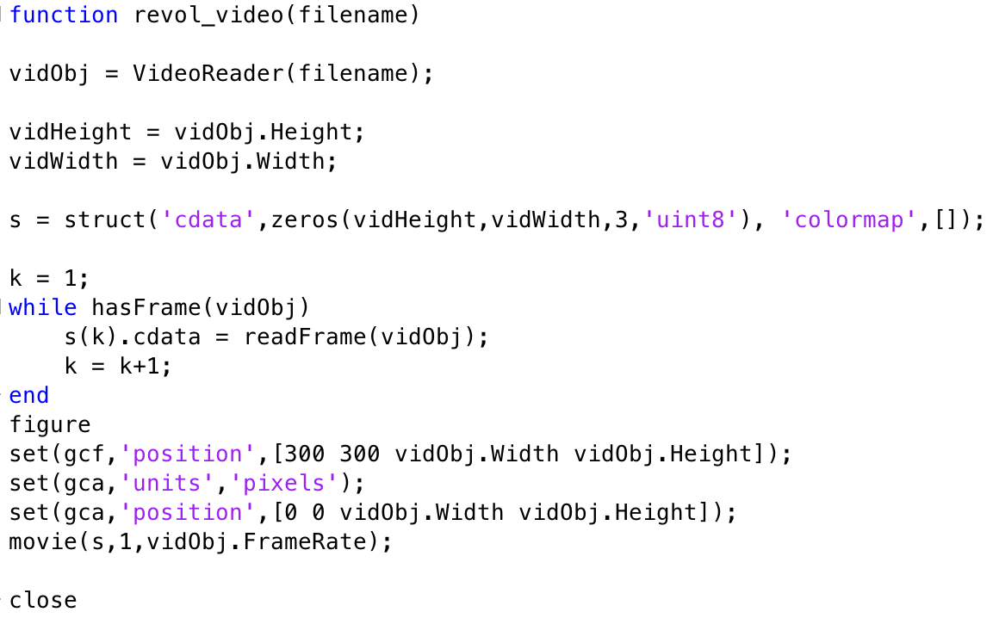 function revol_video(filename)
vidObj = VideoReader(filename);
vidHeight = vidObj.Height;
vidWidth = vidObj.Width;
s = struct('cdata',zeros(vidHeight,vidWidth,3,'uint8'), 'colormap',[]);
k = 1;
while hasFrame(vidObj)
    s(k).cdata = readFrame(vidObj);
    k = k+1;
end
figure
set(gcf,'position',[300 300 vidObj.Width vidObj.Height]);
set(gca,'units','pixels');
set(gca,'position',[0 0 vidObj.Width vidObj.Height]);
movie(s,1,vidObj.FrameRate);
close